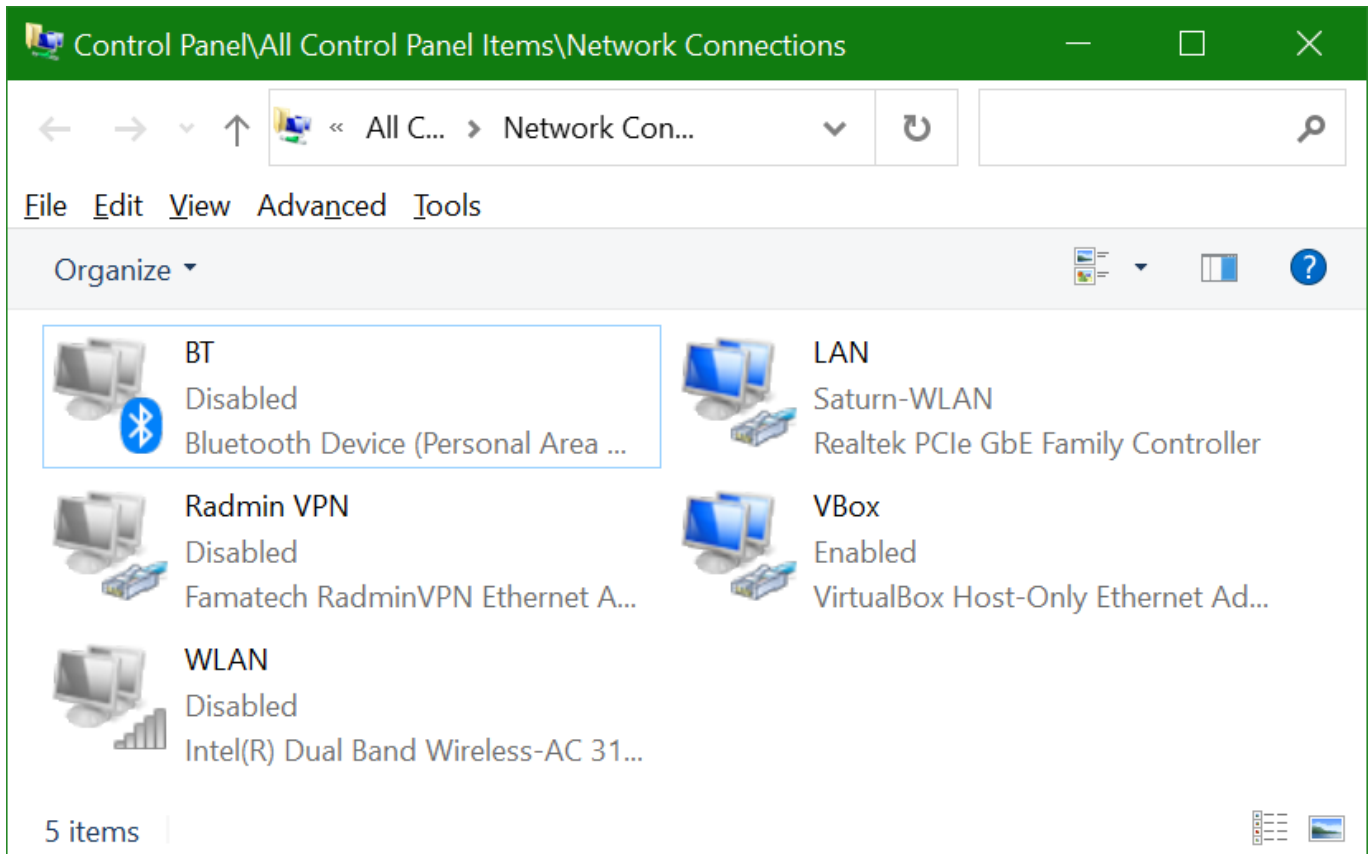 Control Panel\All Control Panel Items\Network Connections
« All C... > Network Con...
File Edit View Advanced Tools
Organize
BT
Disabled
Bluetooth Device (Personal Area ...
LAN
Saturn-WLAN
Realtek PCIe GbE Family Controller
Radmin VPN
Disabled
Famatech RadminVPN Ethernet A...
VBox
Enabled
VirtualBox Host-Only Ethernet Ad...
WLAN
Disabled
Intel(R) Dual Band Wireless-AC 31...
5 items